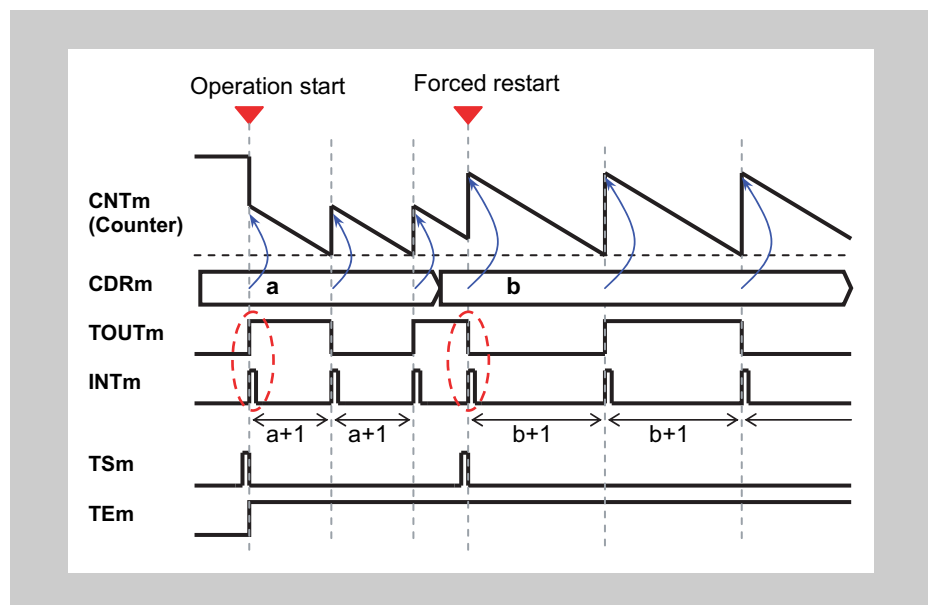 Operation start
Forced restart
CNTm
(Counter)
CDRm
a
b
TOUTm
INTm
a+1
a+1
b+1
b+1
TSm
TEm